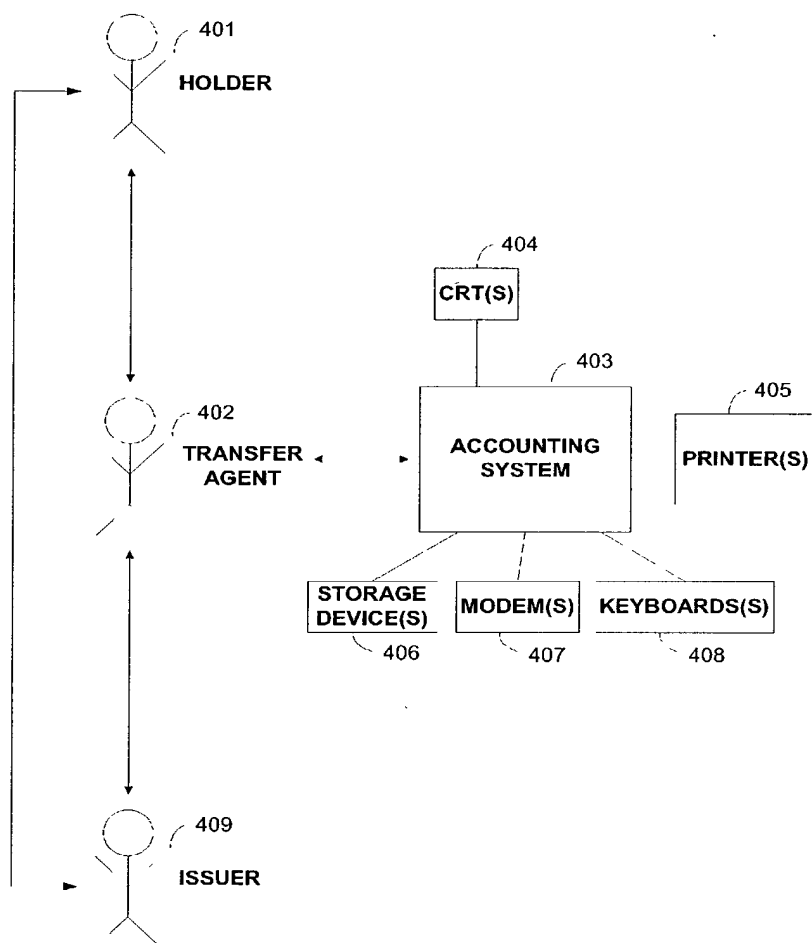 401
HOLDER
404
CRT(S)
403
405
402
TRANSFER
AGENT
ACCOUNTING
SYSTEM
PRINTER(S)
STORAGE
DEVICE(S)
MODEM(S)
KEYBOARDS(S)
406
407
408
409
ISSUER